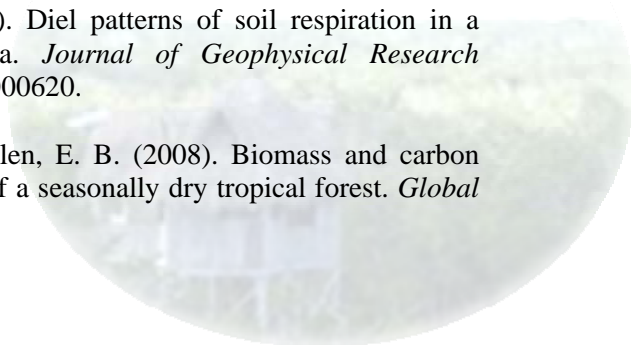 ). Diel patterns of soil respiration in a
a. Journal of Geophysical Research
000620.
len, E. B. (2008). Biomass and carbon
f a seasonally dry tropical forest. Global